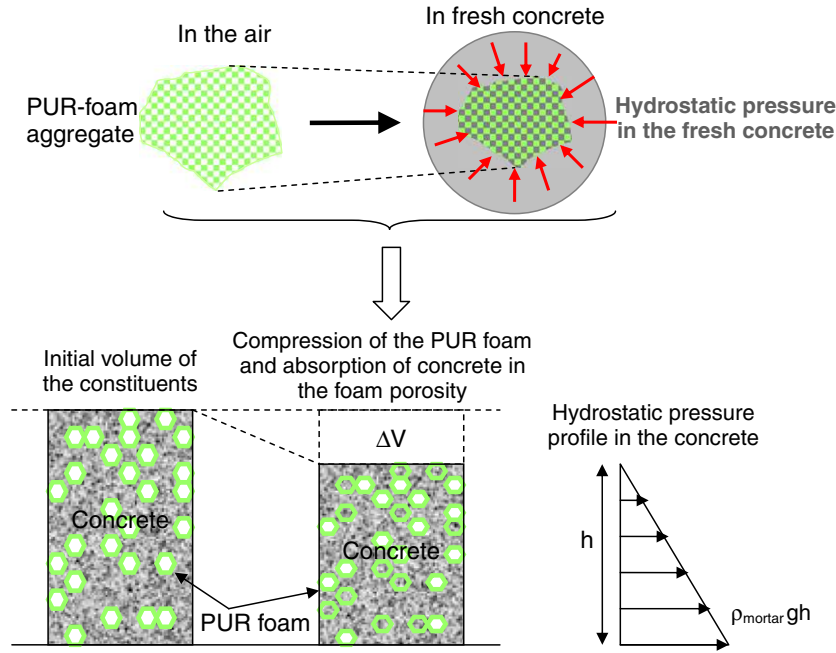 In the air
In fresh concrete
PUR-foam
aggregate
Hydrostatic pressure
in the fresh concrete
Initial volume of
the constituents
Compression of the PUR foam
and absorption of concrete in
the foam porosity
Hydrostatic pressure
profile in the concrete
ΔV
Concrete
Concrete
h
PUR foam
ρmortar gh